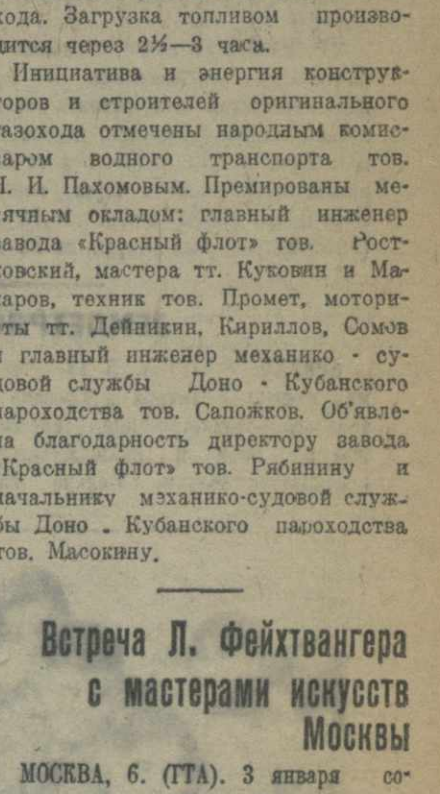 хода. Загрузка топливом произво-
дится через 2½—3 часа.
Инициатива и энергия конструк-
торов и строителей оригинального
газохода отмечены народным комис-
саром водного транспорта тов.
Н. И. Пахомовым. Премированы ме-
сячным окладом: главный инженер
завода «Красный флот» тов. Рост-
ковский, мастера тт. Куковин и Ма-
каров, техник тов. Промет, мотори-
сты тт. Дейникин, Кириллов, Сомов
и главный инженер механико - су-
довой службы Доно - Кубанского
пароходства тов. Сапожков. Об'явле-
на благодарность директору завода
«Красный флот» тов. Рябинину и
начальнику механико-судовой служ-
бы Доно - Кубанского пароходства
тов. Масокину.
Встреча Л. Фейхтвангера
с мастерами искусств
Москвы
МОСКВА, 6. (ТТА). 3 января со-